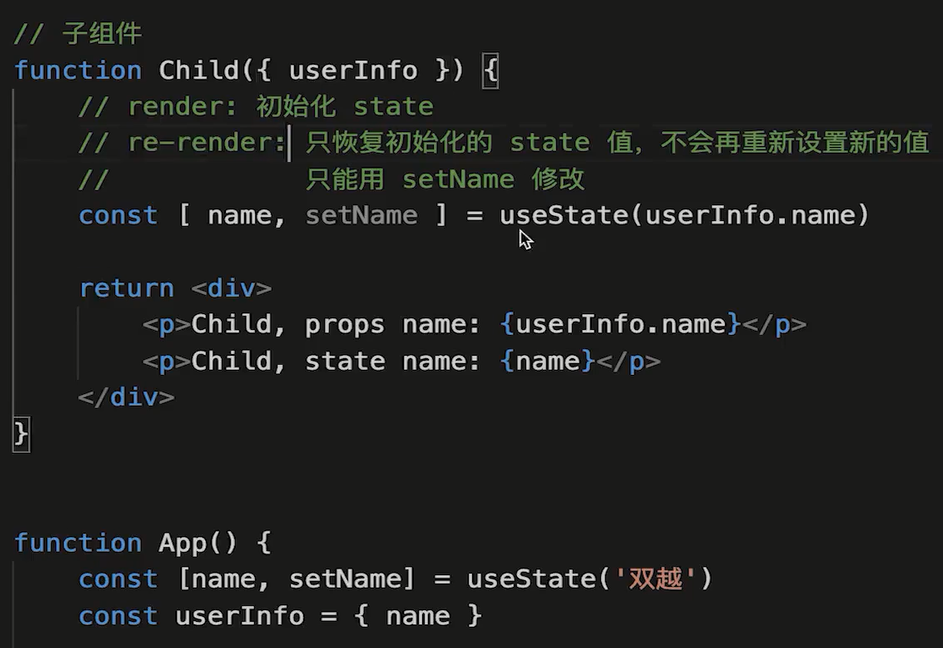 // 子组件
function Child({ userInfo }) {
// render: 初始化 state
// re-render: 只恢复初始化的 state 值，不会再重新设置新的值
// 只能用 setName 修改
const [ name, setName ] = useState(userInfo.name)
return <div>
<p>Child, props name: {userInfo.name}</p>
<p>Child, state name: {name}</p>
</div>
}
function App() {
const [name, setName] = useState('双越')
const userInfo = { name }